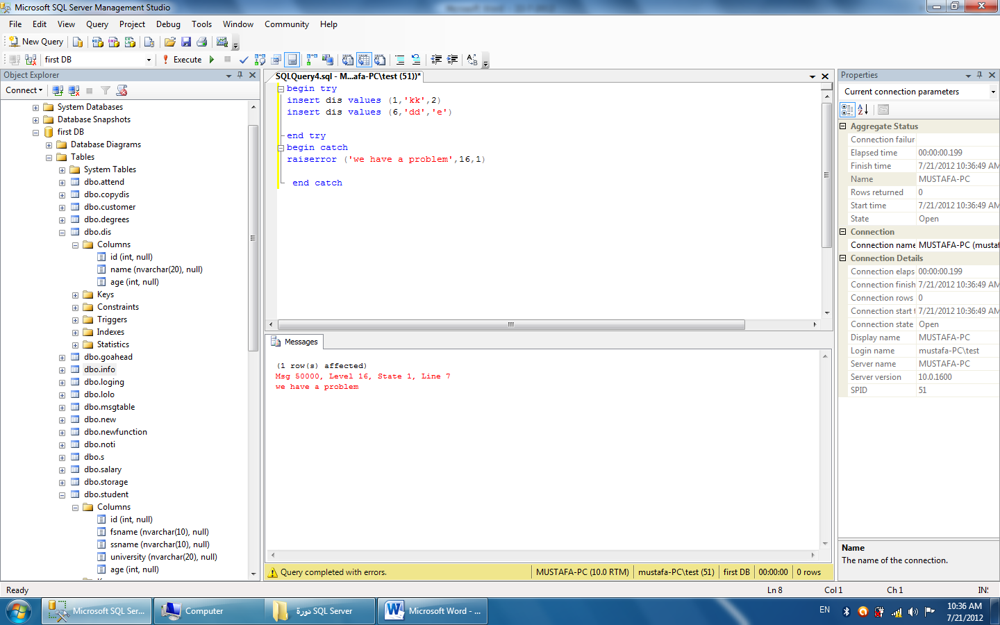 Microsoft SQL Server Management Studio
File Edit View Query Project Debug Tools Window Community Help
New Query
first DB Execute
Object Explorer
Connect
System Databases
Database Snapshots
first DB
Database Diagrams
Tables
System Tables
dbo.attend
dbo.copydis
dbo.customer
dbo.degrees
dbo.dis
Columns
id (int, null)
name (nvarchar(20), null)
age (int, null)
Keys
Constraints
Triggers
Indexes
Statistics
dbo.goahead
dbo.info
dbo.loging
dbo.lolo
dbo.msgtable
dbo.new
dbo.newfunction
dbo.noti
dbo.s
dbo.salary
dbo.storage
dbo.student
Columns
id (int, null)
fsname (nvarchar(10), null)
ssname (nvarchar(10), null)
university (nvarchar(20), null)
age (int, null)
SQLQuery4.sql - M...afa-PC\test (51))*
begin try
insert dis values (1,'kk',2)
insert dis values (6,'dd','e')
end try
begin catch
raiserror ('we have a problem',16,1)
end catch
Messages
(1 row(s) affected)
Msg 50000, Level 16, State 1, Line 7
we have a problem
Query completed with errors. MUSTAFA-PC (10.0 RTM) mustafa-PC\test (51) first DB 00:00:00 0 rows
Properties
Current connection parameters
Aggregate Status
Connection failur
Elapsed time 00:00:00.199
Finish time 7/21/2012 10:36:49 AM
Name MUSTAFA-PC
Rows returned 0
Start time 7/21/2012 10:36:49 AM
State Open
Connection
Connection name MUSTAFA-PC (mustaf
Connection Details
Connection elaps 00:00:00.199
Connection finish 7/21/2012 10:36:49 AM
Connection rows 0
Connection start t 7/21/2012 10:36:49 AM
Connection state Open
Display name MUSTAFA-PC
Login name mustafa-PC\test
Server name MUSTAFA-PC
Server version 10.0.1600
SPID 51
Name
The name of the connection.
Ready Ln 8 Col 1 Ch 1 INS
Microsoft SQL Ser... Computer دورة SQL Server Microsoft Word - ... EN 10:36 AM
7/21/2012